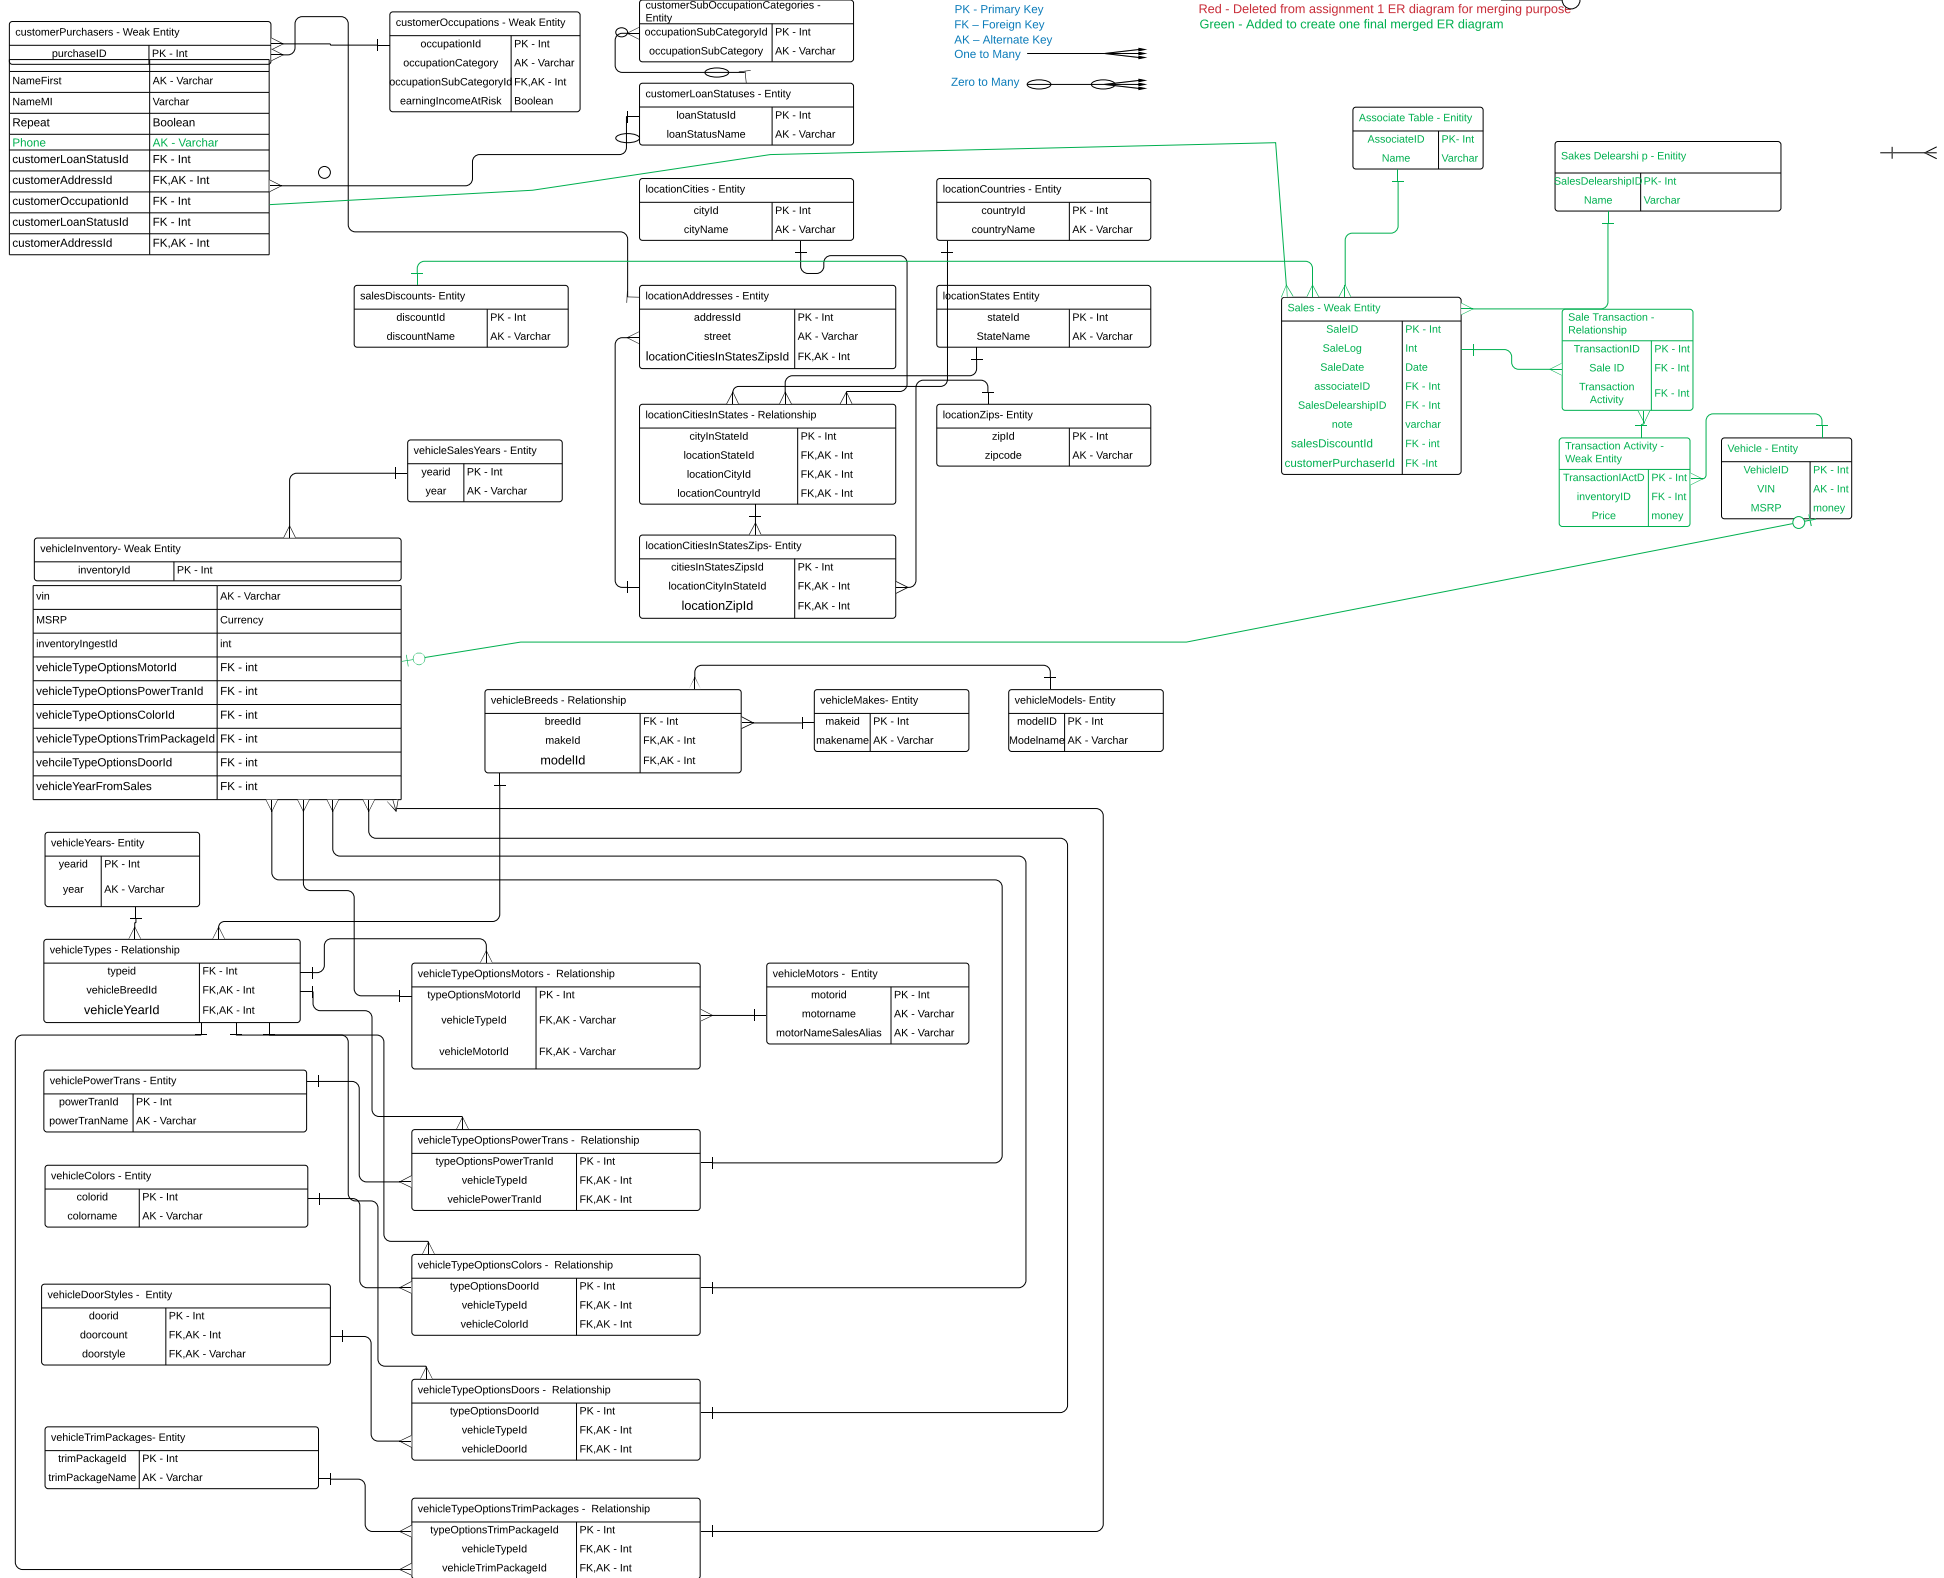 customerPurchasers - Weak Entity
purchaseID PK - Int
NameFirst AK - Varchar
NameMI Varchar
Repeat Boolean
Phone AK - Varchar
customerLoanStatusId FK - Int
customerAddressId FK,AK - Int
customerOccupationId FK - Int
customerLoanStatusId FK - Int
customerAddressId FK,AK - Int
customerOccupations - Weak Entity
occupationId PK - Int
occupationCategory AK - Varchar
occupationSubCategoryId FK,AK - Int
earningIncomeAtRisk Boolean
customerSubOccupationCategories -
Entity
occupationSubCategoryId PK - Int
occupationSubCategory AK - Varchar
customerLoanStatuses - Entity
loanStatusId PK - Int
loanStatusName AK - Varchar
PK - Primary Key
FK – Foreign Key
AK – Alternate Key
One to Many
Zero to Many
Red - Deleted from assignment 1 ER diagram for merging purpose
Green - Added to create one final merged ER diagram
Associate Table - Enitity
AssociateID PK- Int
Name Varchar
Sakes Delearshi p - Enitity
SalesDelearshipID PK- Int
Name Varchar
locationCities - Entity
cityId PK - Int
cityName AK - Varchar
locationCountries - Entity
countryId PK - Int
countryName AK - Varchar
salesDiscounts- Entity
discountId PK - Int
discountName AK - Varchar
locationAddresses - Entity
addressId PK - Int
street AK - Varchar
locationCitiesInStatesZipsId FK,AK - Int
locationStates Entity
stateId PK - Int
StateName AK - Varchar
Sales - Weak Entity
SaleID PK - Int
SaleLog Int
SaleDate Date
associateID FK - Int
SalesDelearshipID FK - Int
note varchar
salesDiscountId FK - int
customerPurchaserId FK -Int
Sale Transaction -
Relationship
TransactionID PK - Int
Sale ID FK - Int
Transaction
Activity FK - Int
Transaction Activity -
Weak Entity
TransactionIActD PK - Int
inventoryID FK - Int
Price money
Vehicle - Entity
VehicleID PK - Int
VIN AK - Int
MSRP money
locationCitiesInStates - Relationship
cityInStateId PK - Int
locationStateId FK,AK - Int
locationCityId FK,AK - Int
locationCountryId FK,AK - Int
locationZips- Entity
zipId PK - Int
zipcode AK - Varchar
vehicleSalesYears - Entity
yearid PK - Int
year AK - Varchar
locationCitiesInStatesZips- Entity
citiesInStatesZipsId PK - Int
locationCityInStateId FK,AK - Int
locationZipId FK,AK - Int
vehicleInventory- Weak Entity
inventoryId PK - Int
vin AK - Varchar
MSRP Currency
inventoryIngestId int
vehicleTypeOptionsMotorId FK - int
vehicleTypeOptionsPowerTranId FK - int
vehicleTypeOptionsColorId FK - int
vehicleTypeOptionsTrimPackageId FK - int
vehcileTypeOptionsDoorId FK - int
vehicleYearFromSales FK - int
vehicleBreeds - Relationship
breedId FK - Int
makeId FK,AK - Int
modelId FK,AK - Int
vehicleMakes- Entity
makeid PK - Int
makename AK - Varchar
vehicleModels- Entity
modelID PK - Int
Modelname AK - Varchar
vehicleYears- Entity
yearid PK - Int
year AK - Varchar
vehicleTypes - Relationship
typeid FK - Int
vehicleBreedId FK,AK - Int
vehicleYearId FK,AK - Int
vehicleTypeOptionsMotors - Relationship
typeOptionsMotorId PK - Int
vehicleTypeId FK,AK - Varchar
vehicleMotorId FK,AK - Varchar
vehicleMotors - Entity
motorid PK - Int
motorname AK - Varchar
motorNameSalesAlias AK - Varchar
vehiclePowerTrans - Entity
powerTranId PK - Int
powerTranName AK - Varchar
vehicleTypeOptionsPowerTrans - Relationship
typeOptionsPowerTranId PK - Int
vehicleTypeId FK,AK - Int
vehiclePowerTranId FK,AK - Int
vehicleColors - Entity
colorid PK - Int
colorname AK - Varchar
vehicleTypeOptionsColors - Relationship
typeOptionsDoorId PK - Int
vehicleTypeId FK,AK - Int
vehicleColorId FK,AK - Int
vehicleDoorStyles - Entity
doorid PK - Int
doorcount FK,AK - Int
doorstyle FK,AK - Varchar
vehicleTypeOptionsDoors - Relationship
typeOptionsDoorId PK - Int
vehicleTypeId FK,AK - Int
vehicleDoorId FK,AK - Int
vehicleTrimPackages- Entity
trimPackageId PK - Int
trimPackageName AK - Varchar
vehicleTypeOptionsTrimPackages - Relationship
typeOptionsTrimPackageId PK - Int
vehicleTypeId FK,AK - Int
vehicleTrimPackageId FK,AK - Int